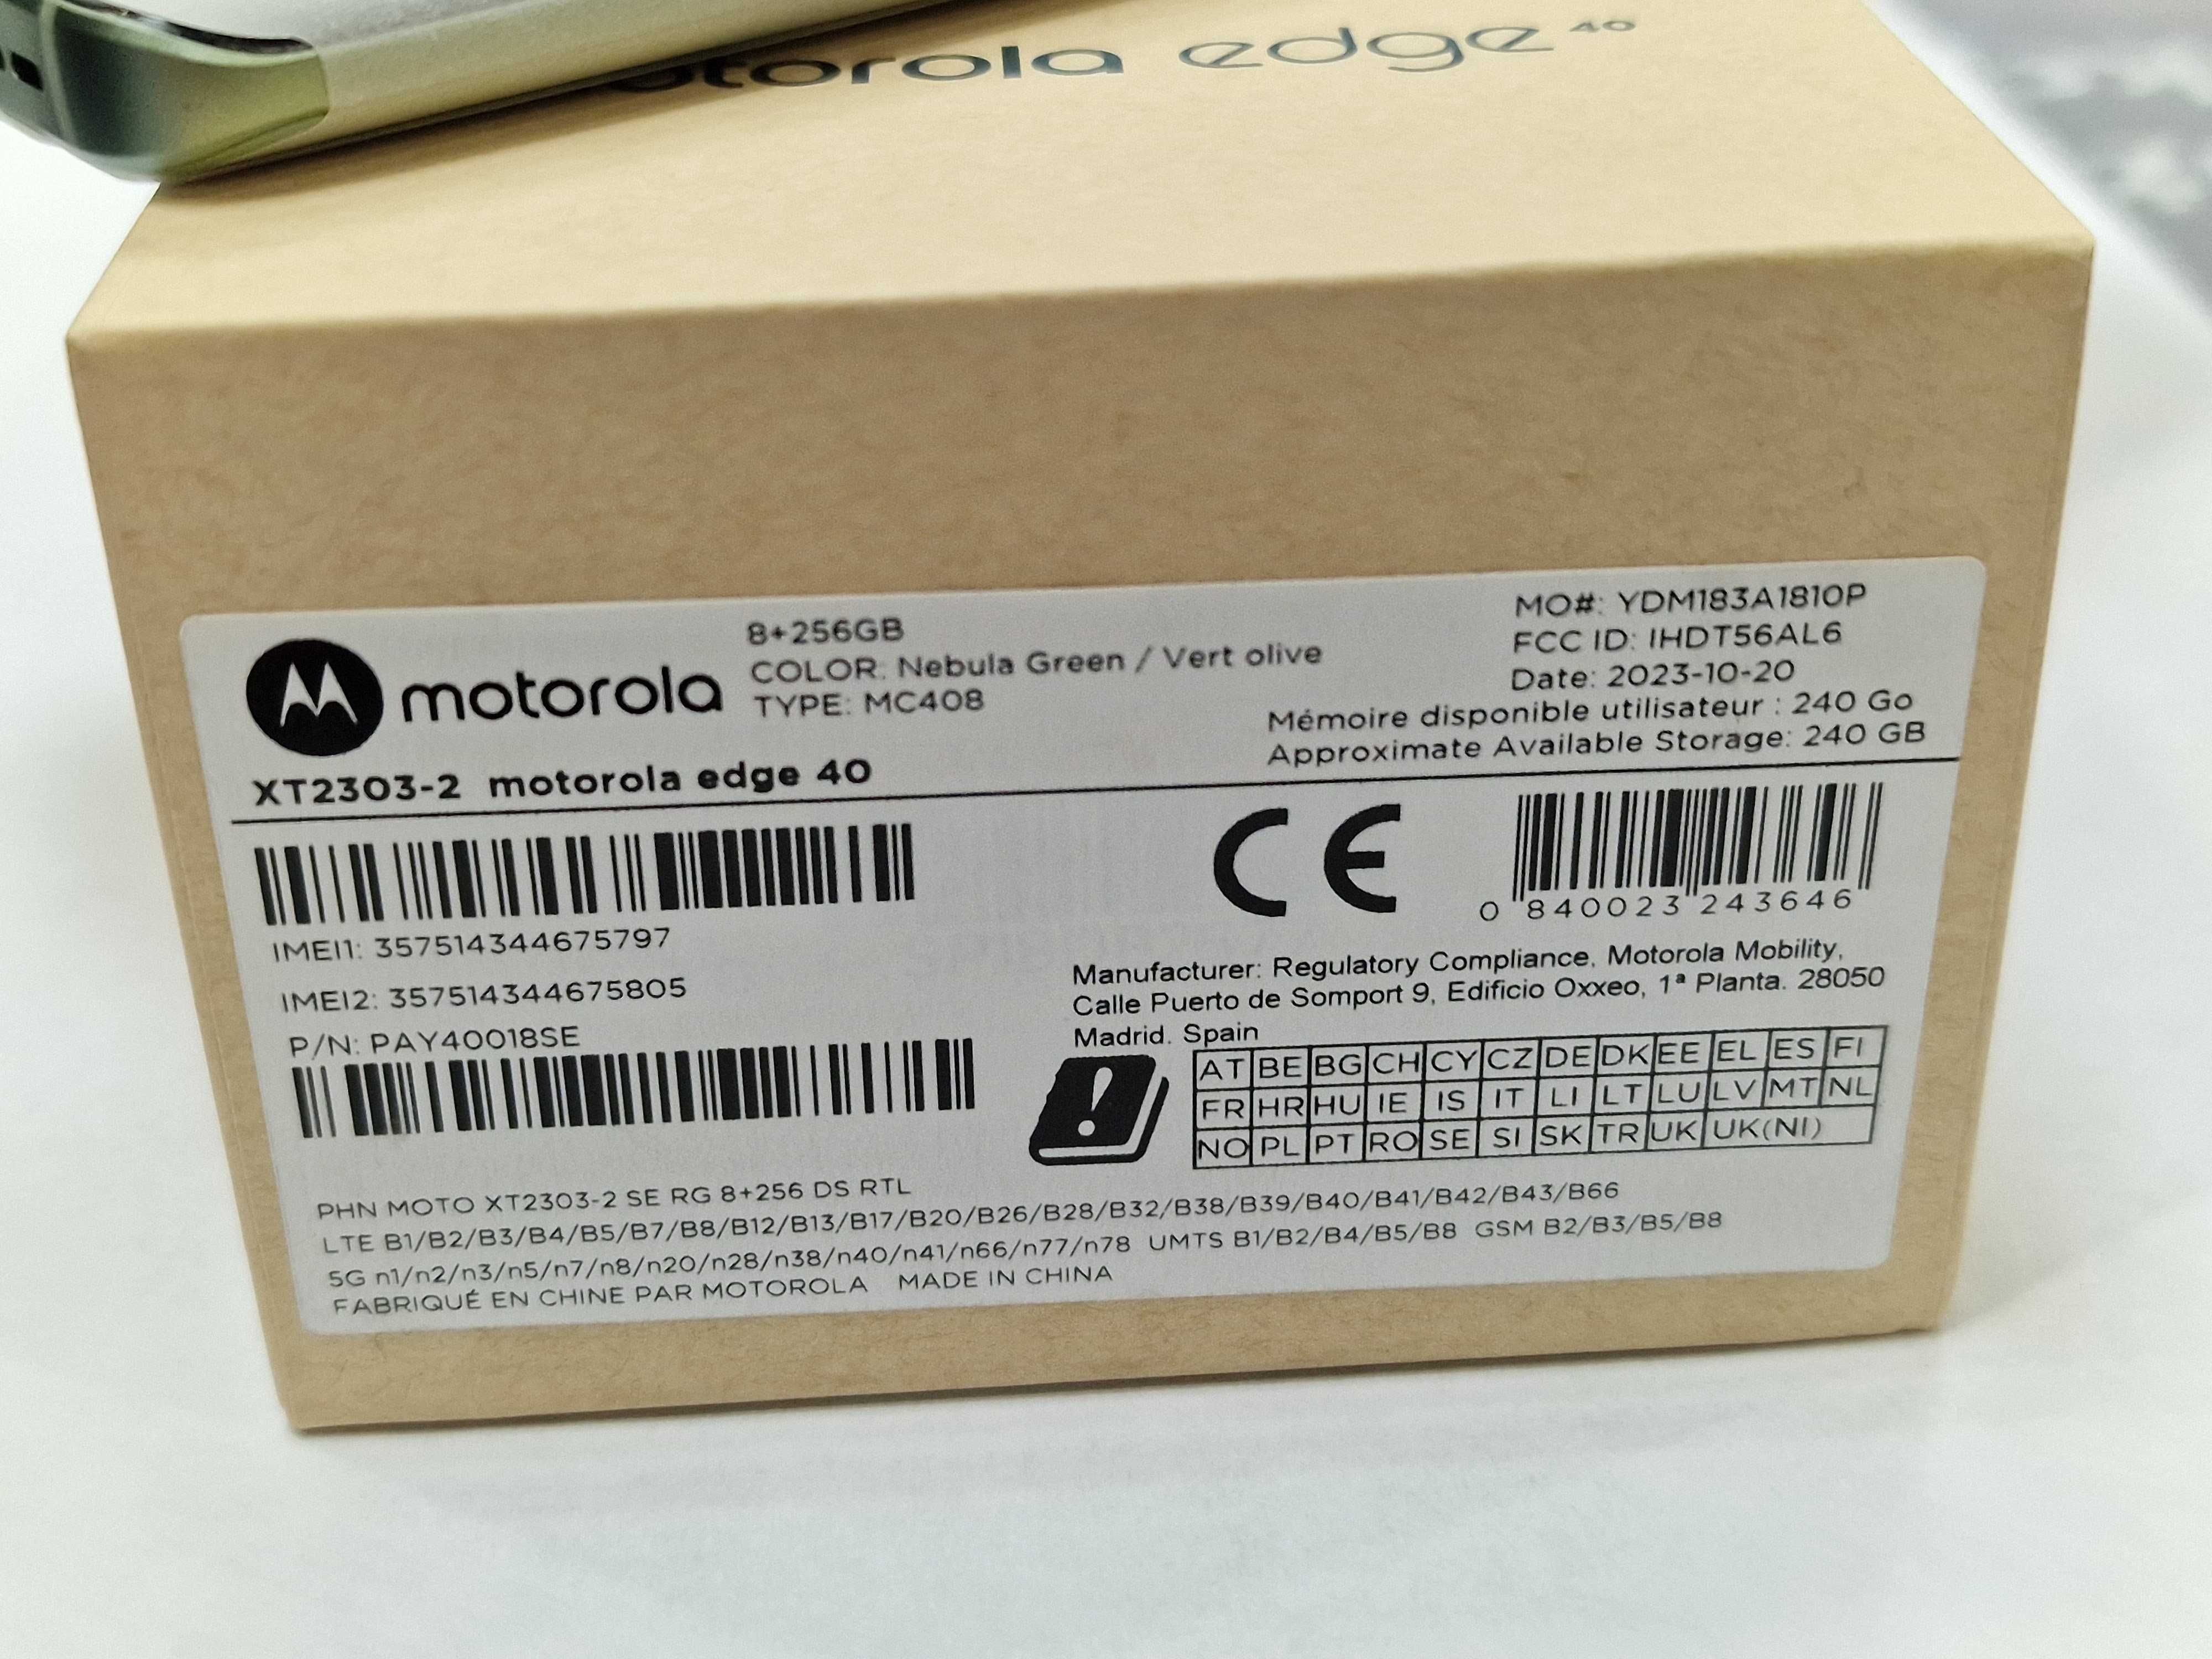 motorola edge 40
motorola
8+256GB
COLOR: Nebula Green / Vert olive
TYPE: MC408
XT2303-2 motorola edge 40
MO#: YDM183A1810P
FCC ID: IHDT56AL6
Date: 2023-10-20
Mémoire disponible utilisateur : 240 Go
Approximate Available Storage: 240 GB
IMEI1: 357514344675797
IMEI2: 357514344675805
P/N: PAY40018SE
CE
0 840023 243646
Manufacturer: Regulatory Compliance, Motorola Mobility,
Calle Puerto de Somport 9, Edificio Oxxeo, 1ª Planta. 28050
Madrid. Spain
AT BE BG CH CY CZ DE DK EE EL ES FI
FR HR HU IE IS IT LI LT LU LV MT NL
NO PL PT RO SE SI SK TR UK UK(NI)
PHN MOTO XT2303-2 SE RG 8+256 DS RTL
LTE B1/B2/B3/B4/B5/B7/B8/B12/B13/B17/B20/B26/B28/B32/B38/B39/B40/B41/B42/B43/B66
5G n1/n2/n3/n5/n7/n8/n20/n28/n38/n40/n41/n66/n77/n78 UMTS B1/B2/B4/B5/B8 GSM B2/B3/B5/B8
FABRIQUÉ EN CHINE PAR MOTOROLA MADE IN CHINA